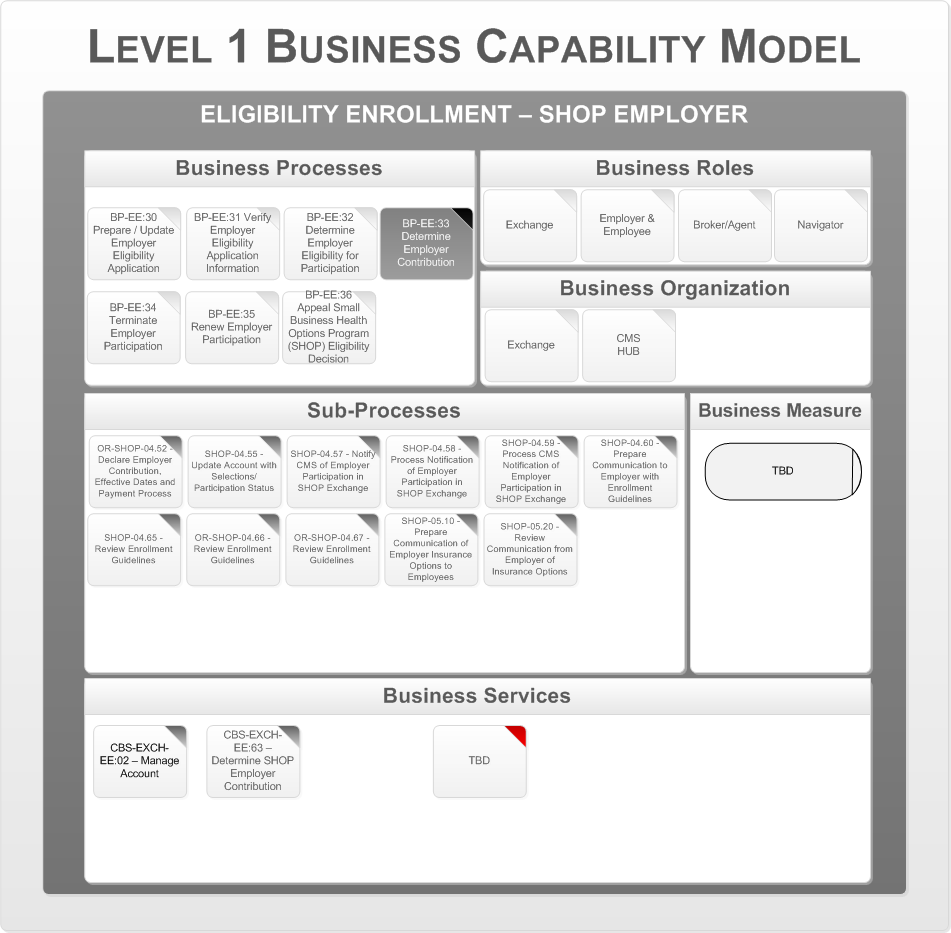 LEVEL 1 BUSINESS CAPABILITY MODEL
ELIGIBILITY ENROLLMENT – SHOP EMPLOYER
Business Processes
BP-EE:30
Prepare / Update
Employer
Eligibility
Application
BP-EE:31 Verify
Employer
Eligibility
Application
Information
BP-EE:32
Determine
Employer
Eligibility for
Participation
BP-EE:33
Determine
Employer
Contribution
BP-EE:34
Terminate
Employer
Participation
BP-EE:35
Renew Employer
Participation
BP-EE:36
Appeal Small
Business Health
Options Program
(SHOP) Eligibility
Decision
Business Roles
Exchange
Employer &
Employee
Broker/Agent
Navigator
Business Organization
Exchange
CMS
HUB
Sub-Processes
OR-SHOP-04.52 -
Declare Employer
Contribution,
Effective Dates and
Payment Process
SHOP-04.55 -
Update Account with
Selections/
Participation Status
SHOP-04.57 - Notify
CMS of Employer
Participation in
SHOP Exchange
SHOP-04.58 -
Process Notification
of Employer
Participation in
SHOP Exchange
SHOP-04.59 -
Process CMS
Notification of
Employer
Participation in
SHOP Exchange
SHOP-04.60 -
Prepare
Communication to
Employer with
Enrollment
Guidelines
SHOP-04.65 -
Review Enrollment
Guidelines
OR-SHOP-04.66 -
Review Enrollment
Guidelines
OR-SHOP-04.67 -
Review Enrollment
Guidelines
SHOP-05.10 -
Prepare
Communication of
Employer Insurance
Options to
Employees
SHOP-05.20 -
Review
Communication from
Employer of
Insurance Options
Business Measure
TBD
Business Services
CBS-EXCH-
EE:02 – Manage
Account
CBS-EXCH-
EE:63 –
Determine SHOP
Employer
Contribution
TBD